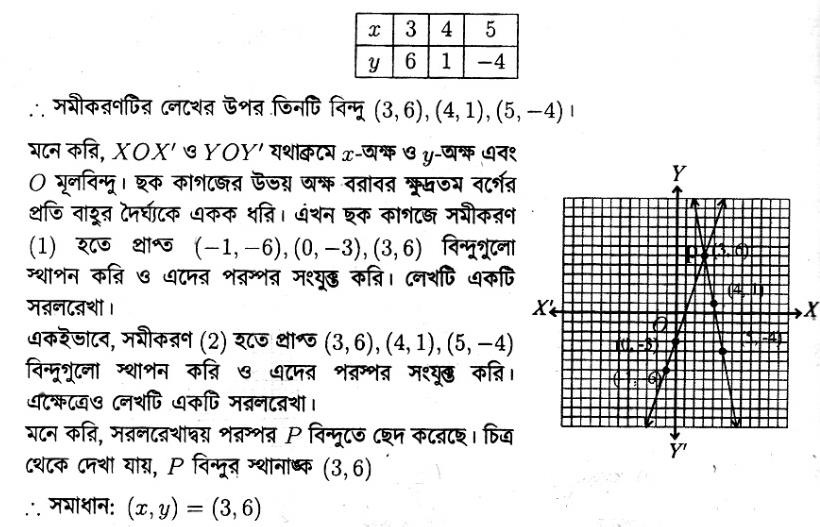 x 3 4 5
y 6 1 −4
∴ সমীকরণটির লেখের উপর তিনটি বিন্দু (3, 6), (4, 1), (5, −4)।
মনে করি, XOX′ ও YOY′ যথাক্রমে x-অক্ষ ও y-অক্ষ এবং
O মূলবিন্দু। ছক কাগজের উভয় অক্ষ বরাবর ক্ষুদ্রতম বর্গের
প্রতি বাহুর দৈর্ঘ্যকে একক ধরি। এখন ছক কাগজে সমীকরণ
(1) হতে প্রাপ্ত (−1, −6), (0, −3), (3, 6) বিন্দুগুলো
স্থাপন করি ও এদের পরস্পর সংযুক্ত করি। লেখটি একটি
সরলরেখা।
একইভাবে, সমীকরণ (2) হতে প্রাপ্ত (3, 6), (4, 1), (5, −4)
বিন্দুগুলো স্থাপন করি ও এদের পরস্পর সংযুক্ত করি।
এক্ষেত্রেও লেখটি একটি সরলরেখা।
মনে করি, সরলরেখাদ্বয় পরস্পর P বিন্দুতে ছেদ করেছে। চিত্র
থেকে দেখা যায়, P বিন্দুর স্থানাঙ্ক (3, 6)
∴ সমাধান: (x, y) = (3, 6)
Y
P (3, 6)
(4, 1)
X′ X
O
(0, -3) (5, -4)
(-1, -6)
Y′